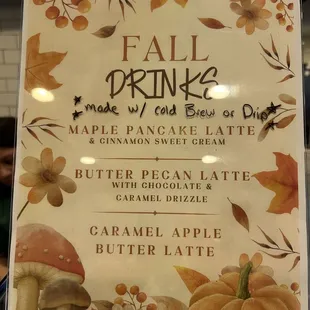 FALL
DRINKS
*made w/ cold Brew or Drip*
MAPLE PANCAKE LATTE
& CINNAMON SWEET CREAM
BUTTER PECAN LATTE
WITH CHOCOLATE &
CARAMEL DRIZZLE
CARAMEL APPLE
BUTTER LATTE